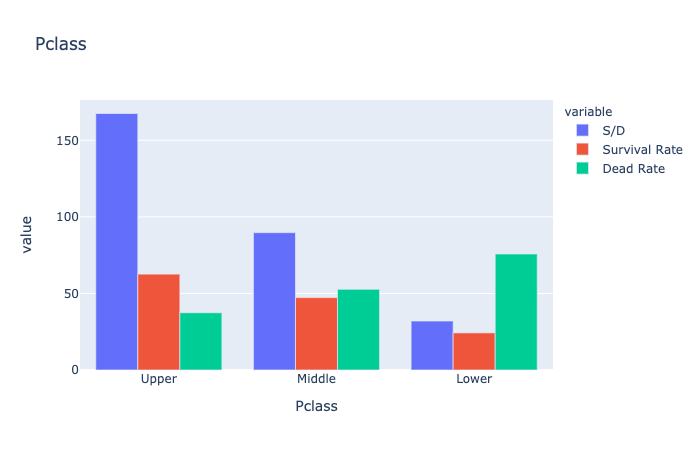 Pclass
variable
S/D
Survival Rate
Dead Rate
value
150
100
50
0
Upper Middle Lower
Pclass